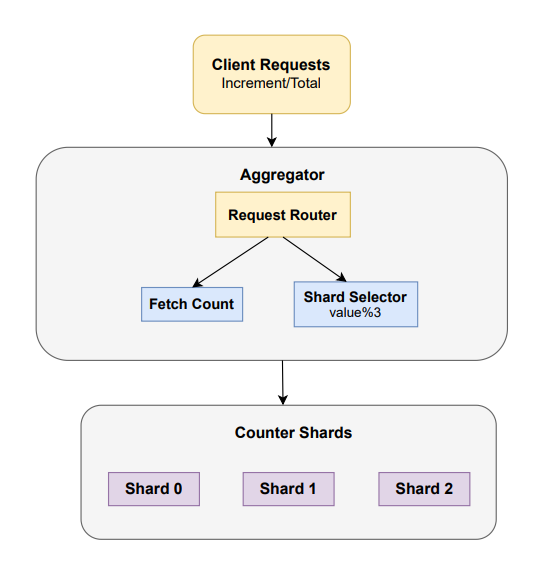 Client Requests
Increment/Total
Aggregator
Request Router
Fetch Count
Shard Selector
value%3
Counter Shards
Shard 0
Shard 1
Shard 2